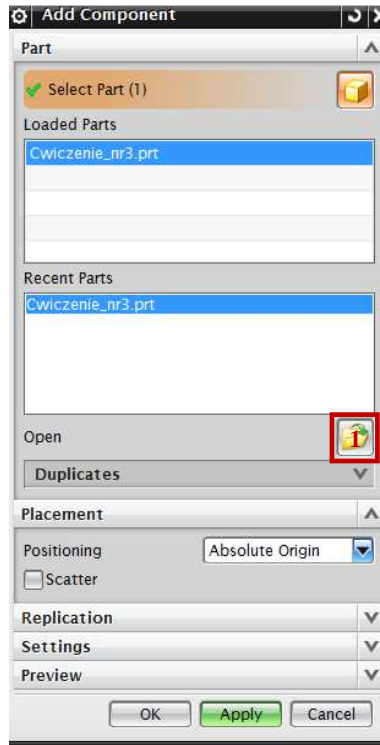 Add Component
Part
Select Part (1)
Loaded Parts
Cwiczenie_nr3.prt
Recent Parts
Cwiczenie_nr3.prt
Open
1
Duplicates
Placement
Positioning Absolute Origin
Scatter
Replication
Settings
Preview
OK Apply Cancel